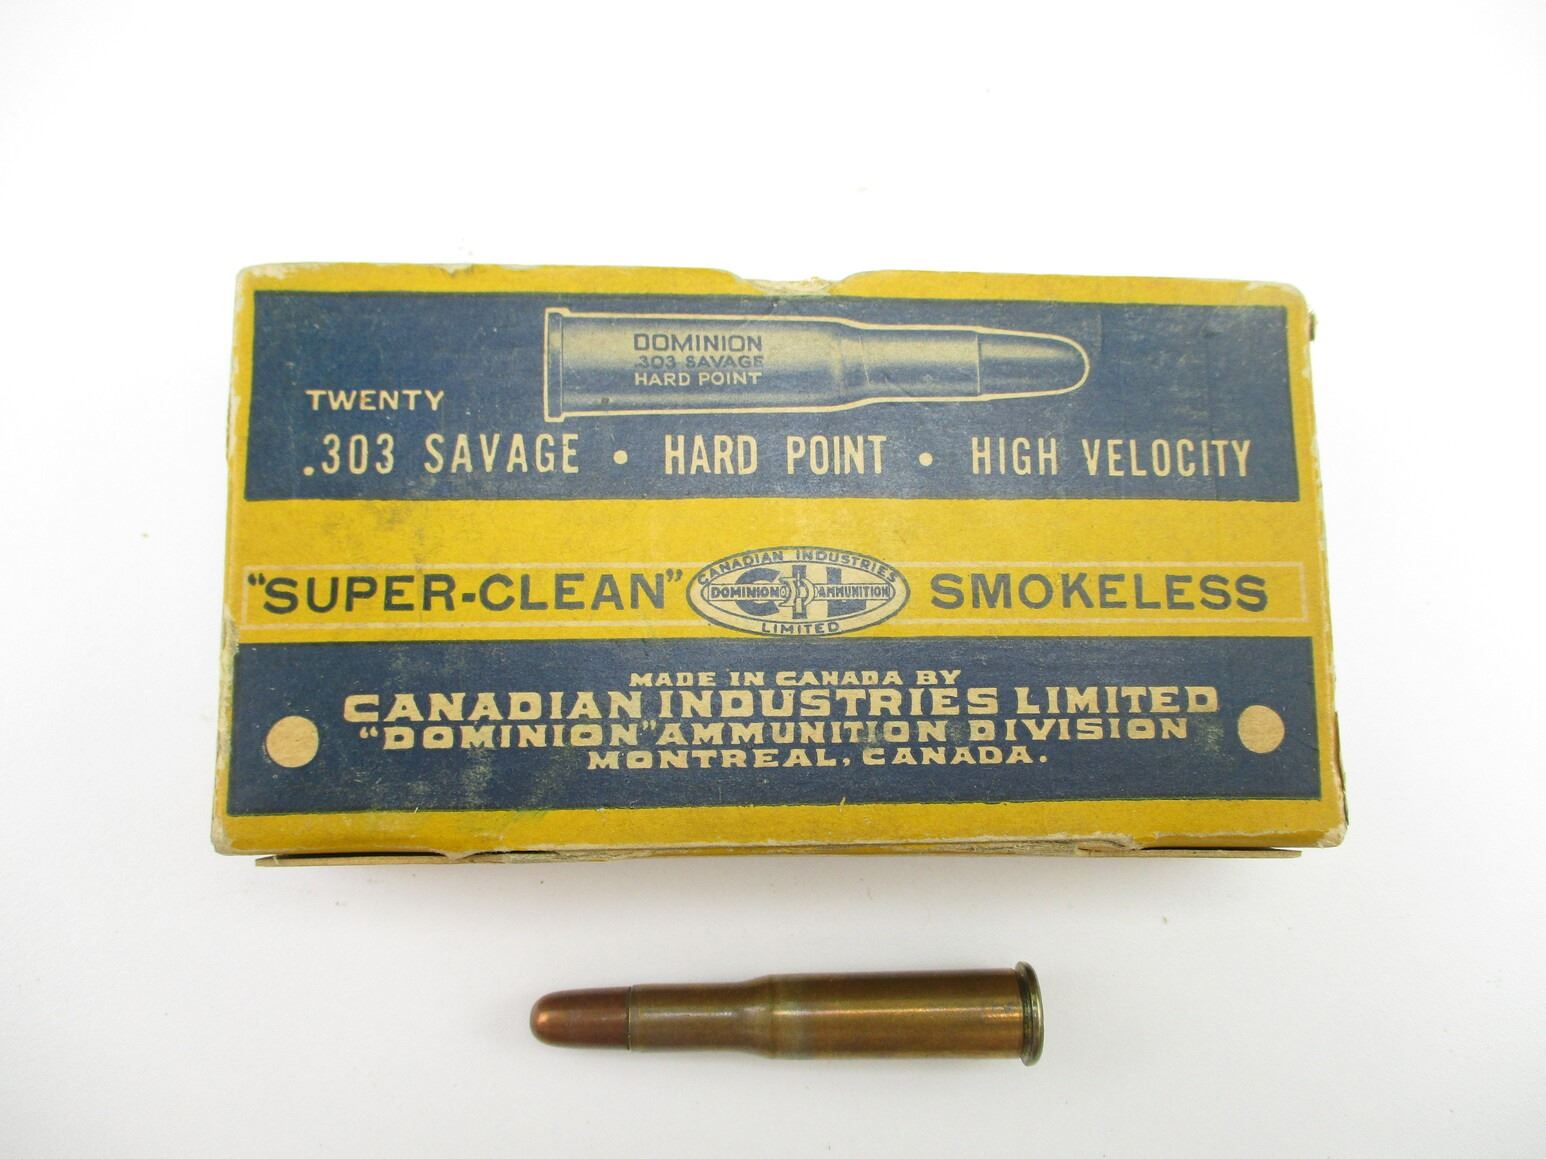 DOMINION
.303 SAVAGE
HARD POINT
TWENTY
.303 SAVAGE • HARD POINT • HIGH VELOCITY
"SUPER-CLEAN" SMOKELESS
CANADIAN INDUSTRIES
CIL
DOMINION AMMUNITION
LIMITED
MADE IN CANADA BY
CANADIAN INDUSTRIES LIMITED
"DOMINION" AMMUNITION DIVISION
MONTREAL, CANADA.